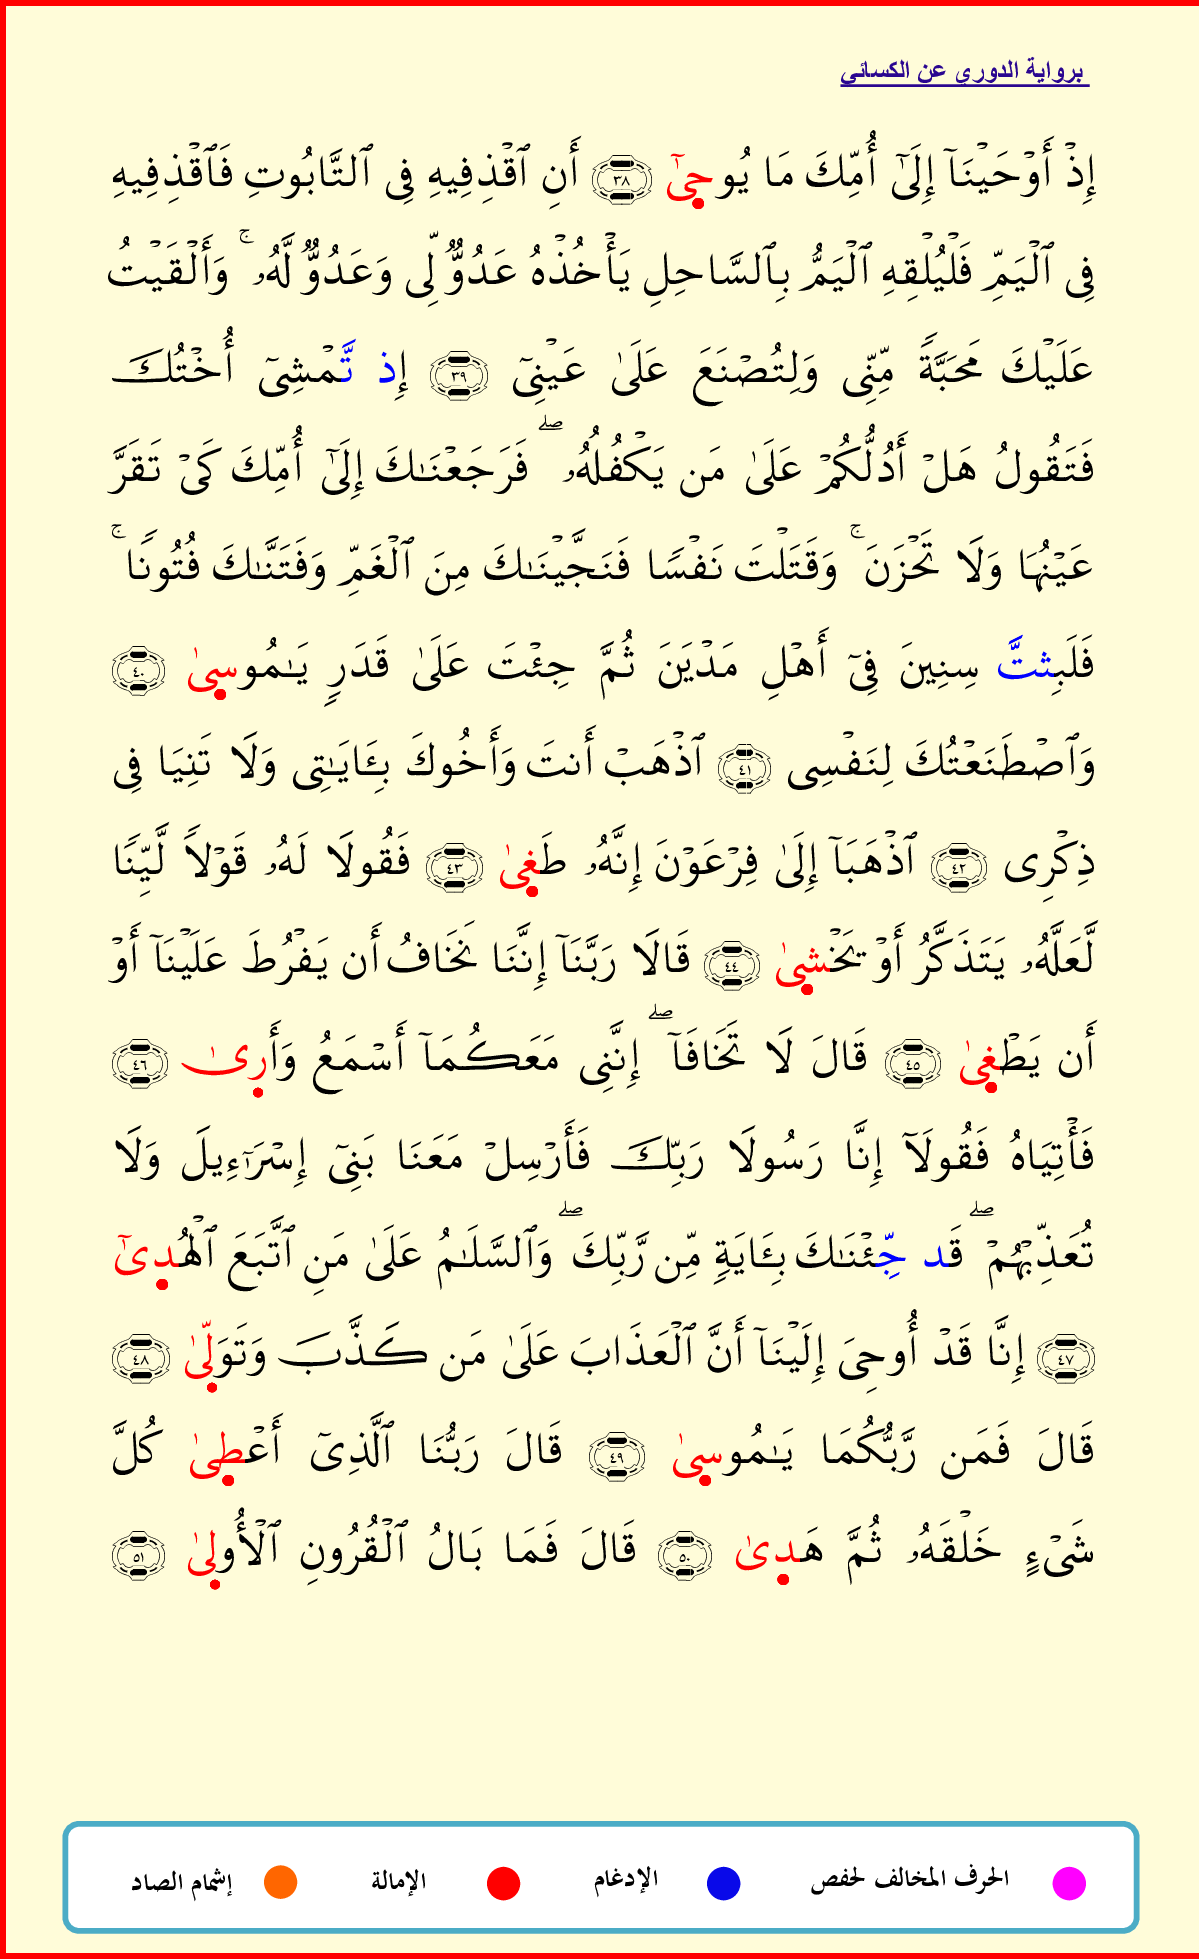 برواية الدوري عن الكسائي
إِذۡ أَوۡحَيۡنَآ إِلَىٰٓ أُمِّكَ مَا يُوحِىٰٓ ٣٨ أَنِ ٱقۡذِفِيهِ فِى ٱلتَّابُوتِ فَٱقۡذِفِيهِ
فِى ٱلۡيَمِّ فَلۡيُلۡقِهِ ٱلۡيَمُّ بِٱلسَّاحِلِ يَأۡخُذۡهُ عَدُوࣱّ لِّى وَعَدُوࣱّ لَّهُۥۚ وَأَلۡقَيۡتُ
عَلَيۡكَ مَحَبَّةࣰ مِّنِّى وَلِتُصۡنَعَ عَلَىٰ عَيۡنِىٓ ٣٩ إِذ تَّمۡشِىٓ أُخۡتُكَ
فَتَقُولُ هَلۡ أَدُلُّكُمۡ عَلَىٰ مَن يَكۡفُلُهُۥۖ فَرَجَعۡنَـٰكَ إِلَىٰٓ أُمِّكَ كَىۡ تَقَرَّ
عَيۡنُهَا وَلَا تَحۡزَنَۚ وَقَتَلۡتَ نَفۡسࣰا فَنَجَّيۡنَـٰكَ مِنَ ٱلۡغَمِّ وَفَتَنَّـٰكَ فُتُونࣰاۚ
فَلَبِثتَّ سِنِينَ فِىٓ أَهۡلِ مَدۡيَنَ ثُمَّ جِئۡتَ عَلَىٰ قَدَرࣲ يَـٰمُوسِىٰ ٤٠
وَٱصۡطَنَعۡتُكَ لِنَفۡسِى ٤١ ٱذۡهَبۡ أَنتَ وَأَخُوكَ بِـَٔايَـٰتِى وَلَا تَنِيَا فِى
ذِكۡرِى ٤٢ ٱذۡهَبَآ إِلَىٰ فِرۡعَوۡنَ إِنَّهُۥ طَغِىٰ ٤٣ فَقُولَا لَهُۥ قَوۡلࣰا لَّيِّنࣰا
لَّعَلَّهُۥ يَتَذَكَّرُ أَوۡ يَخۡشِىٰ ٤٤ قَالَا رَبَّنَآ إِنَّنَا نَخَافُ أَن يَفۡرُطَ عَلَيۡنَآ أَوۡ
أَن يَطۡغِىٰ ٤٥ قَالَ لَا تَخَافَآۖ إِنَّنِى مَعَكُمَآ أَسۡمَعُ وَأَرِىٰ ٤٦
فَأۡتِيَاهُ فَقُولَآ إِنَّا رَسُولَا رَبِّكَ فَأَرۡسِلۡ مَعَنَا بَنِىٓ إِسۡرَٰٓءِيلَ وَلَا
تُعَذِّبۡهُمۡۖ قَد جِّئۡنَـٰكَ بِـَٔايَةࣲ مِّن رَّبِّكَۖ وَٱلسَّلَـٰمُ عَلَىٰ مَنِ ٱتَّبَعَ ٱلۡهُدِىٰٓ
٤٧ إِنَّا قَدۡ أُوحِىَ إِلَيۡنَآ أَنَّ ٱلۡعَذَابَ عَلَىٰ مَن كَذَّبَ وَتَوَلِّىٰ ٤٨
قَالَ فَمَن رَّبُّكُمَا يَـٰمُوسِىٰ ٤٩ قَالَ رَبُّنَا ٱلَّذِىٓ أَعۡطِىٰ كُلَّ
شَىۡءٍ خَلۡقَهُۥ ثُمَّ هَدِىٰ ٥٠ قَالَ فَمَا بَالُ ٱلۡقُرُونِ ٱلۡأُولِىٰ ٥١
الحرف المخالف لحفص الإدغام الإمالة إشمام الصاد